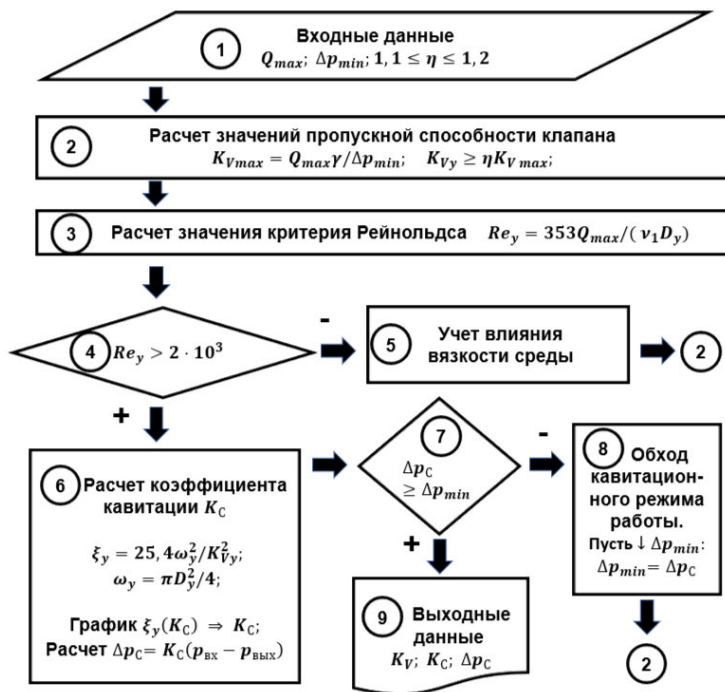 1
Входные данные
Q_max; Δp_min; 1,1 ≤ η ≤ 1,2
2
Расчет значений пропускной способности клапана
K_Vmax = Q_maxγ/Δp_min; K_Vy ≥ ηK_V max;
3
Расчет значения критерия Рейнольдса Re_y = 353Q_max/( ν_1D_y)
4
Re_y > 2 · 10^3
-
5
Учет влияния
вязкости среды
2
+
6
Расчет коэффициента
кавитации K_C
ξ_y = 25,4ω_y^2/K_Vy^2;
ω_y = πD_y^2/4;
График ξ_y(K_C) ⇒ K_C;
Расчет Δp_C= K_C(p_вх − p_вых)
7
Δp_C
≥ Δp_min
-
8
Обход
кавитацион-
ного режима
работы.
Пусть ↓ Δp_min:
Δp_min= Δp_C
2
+
9
Выходные
данные
K_V; K_C; Δp_C